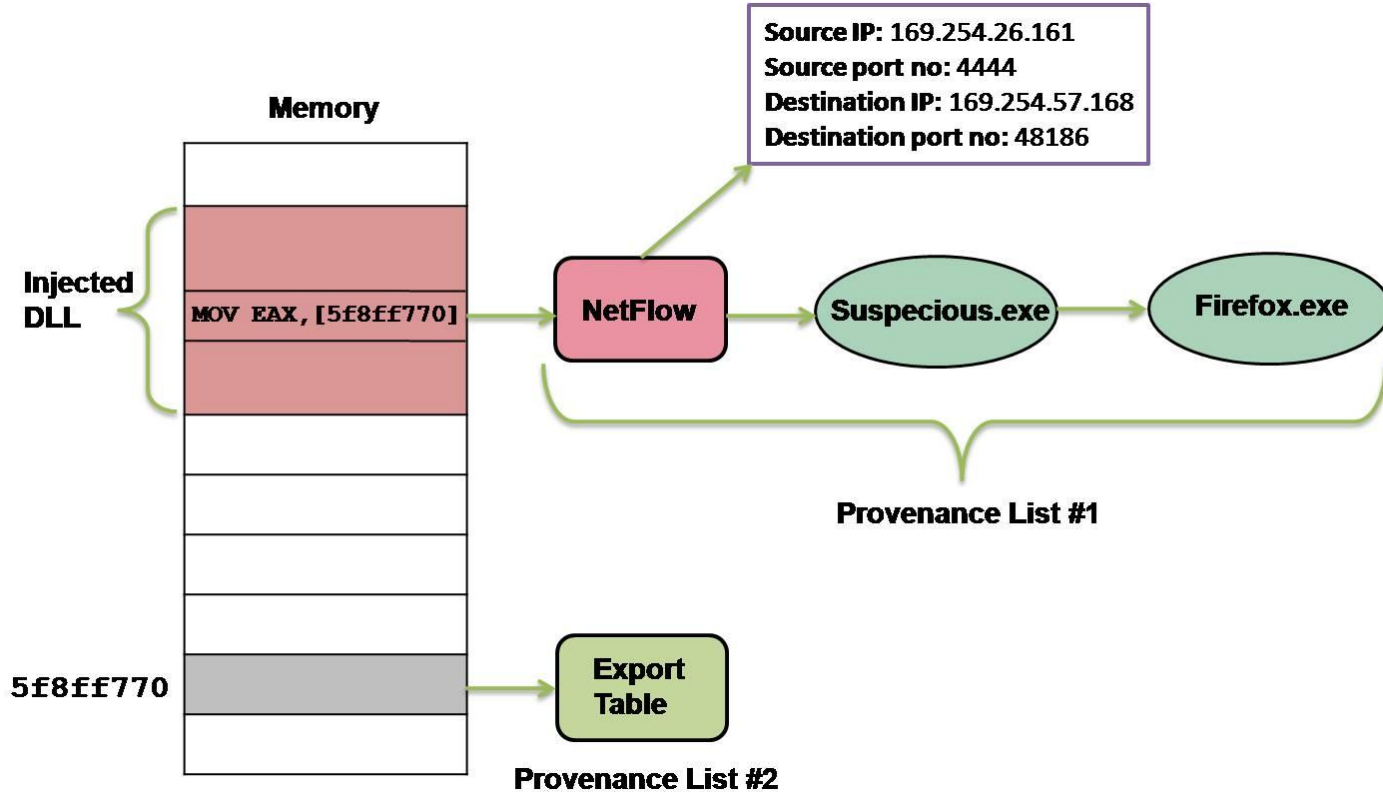 Source IP: 169.254.26.161
Source port no: 4444
Destination IP: 169.254.57.168
Destination port no: 48186
Memory
Injected
DLL
MOV EAX,[5f8ff770]
NetFlow
Suspecious.exe
Firefox.exe
Provenance List #1
5f8ff770
Export
Table
Provenance List #2